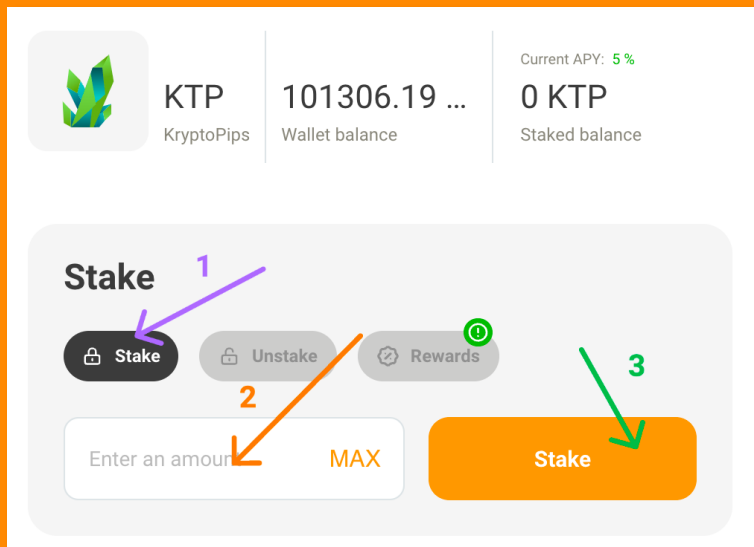 Current APY: 5 %
KTP
101306.19 ...
0 KTP
KryptoPips
Wallet balance
Staked balance
Stake
1
Stake
Unstake
Rewards
2
3
Enter an amoun
MAX
Stake